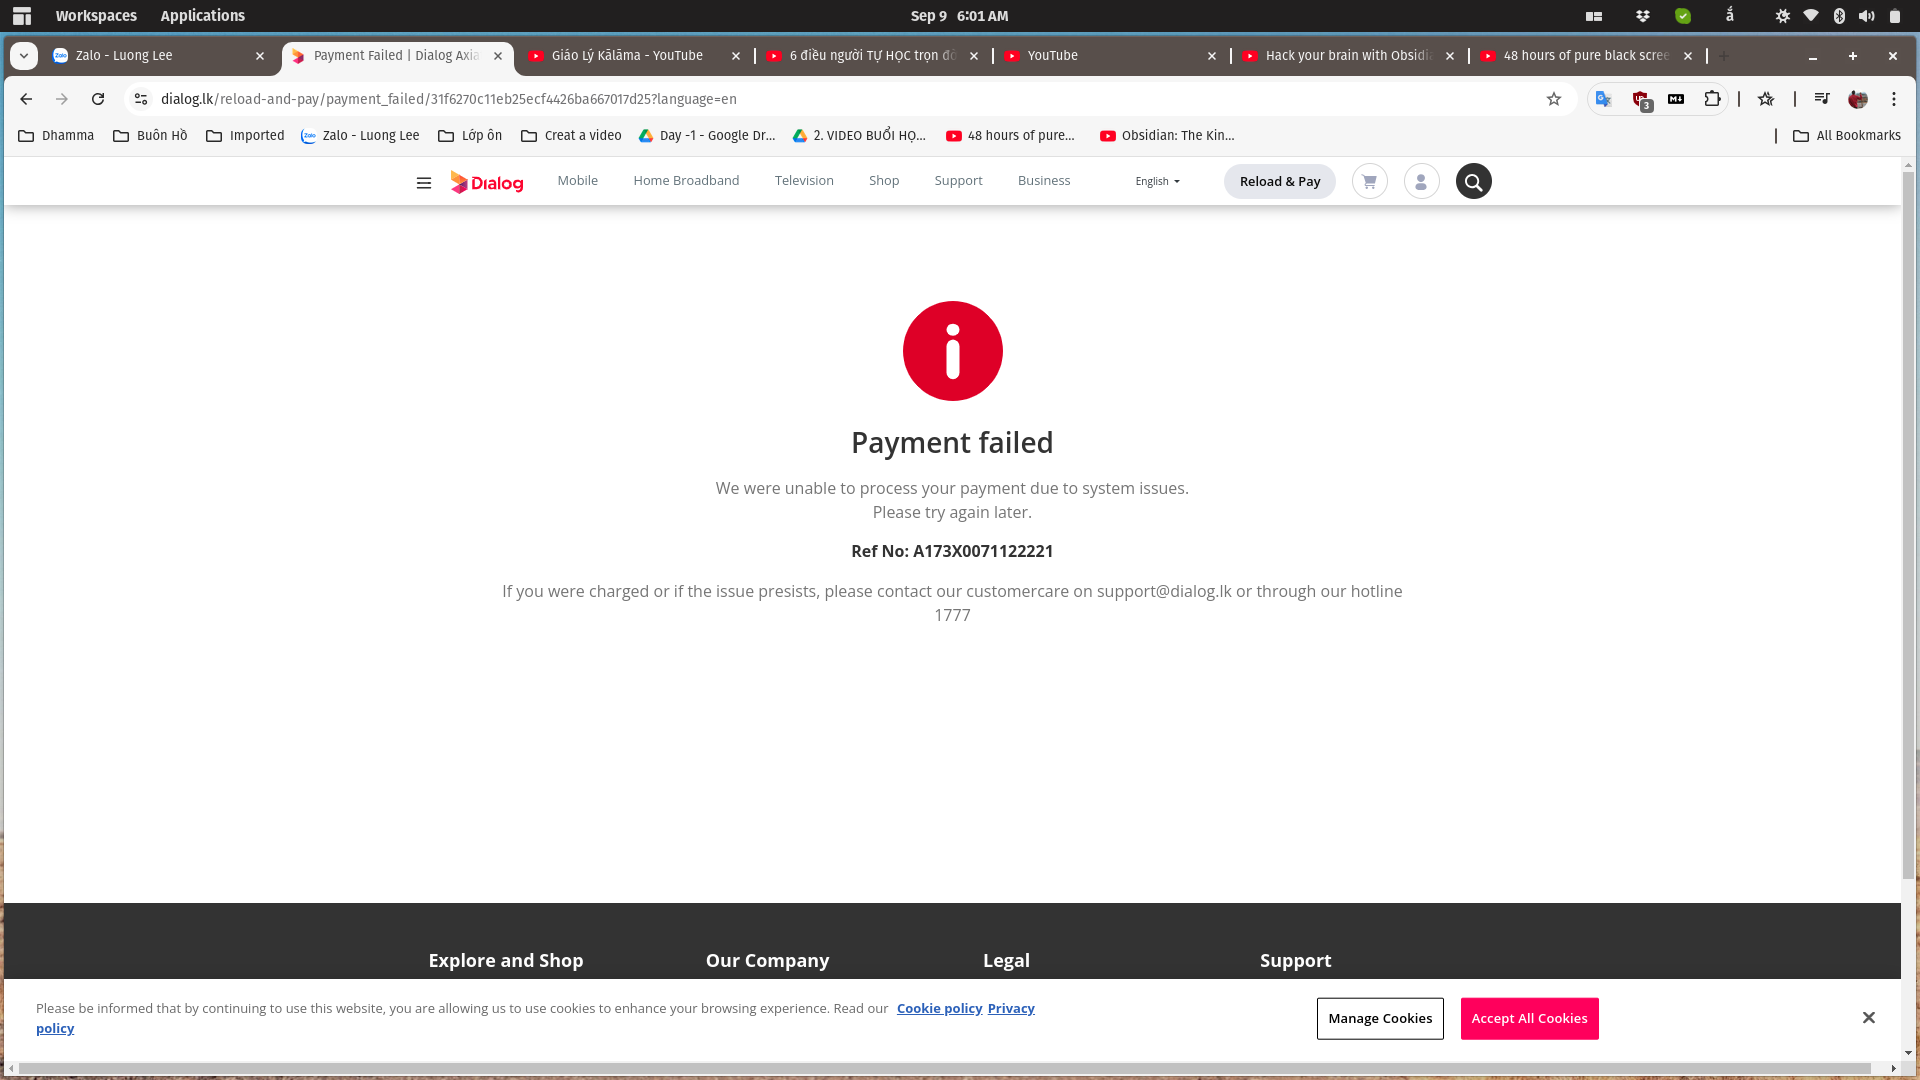 Workspaces Applications Sep 9 6:01 AM ắ
Zalo - Luong Lee Payment Failed | Dialog Axia Giáo Lý Kālāma - YouTube 6 điều người TỰ HỌC trọn đờ YouTube Hack your brain with Obsidia 48 hours of pure black scree
dialog.lk/reload-and-pay/payment_failed/31f6270c11eb25ecf4426ba667017d25?language=en 3
Dhamma Buôn Hồ Imported Zalo - Luong Lee Lớp ôn Creat a video Day -1 - Google Dr... 2. VIDEO BUỔI HỌ... 48 hours of pure... Obsidian: The Kin... All Bookmarks
Dialog Mobile Home Broadband Television Shop Support Business English Reload & Pay
Payment failed
We were unable to process your payment due to system issues.
Please try again later.
Ref No: A173X0071122221
If you were charged or if the issue presists, please contact our customercare on support@dialog.lk or through our hotline
1777
Explore and Shop Our Company Legal Support
Please be informed that by continuing to use this website, you are allowing us to use cookies to enhance your browsing experience. Read our Cookie policy Privacy
policy
Manage Cookies Accept All Cookies